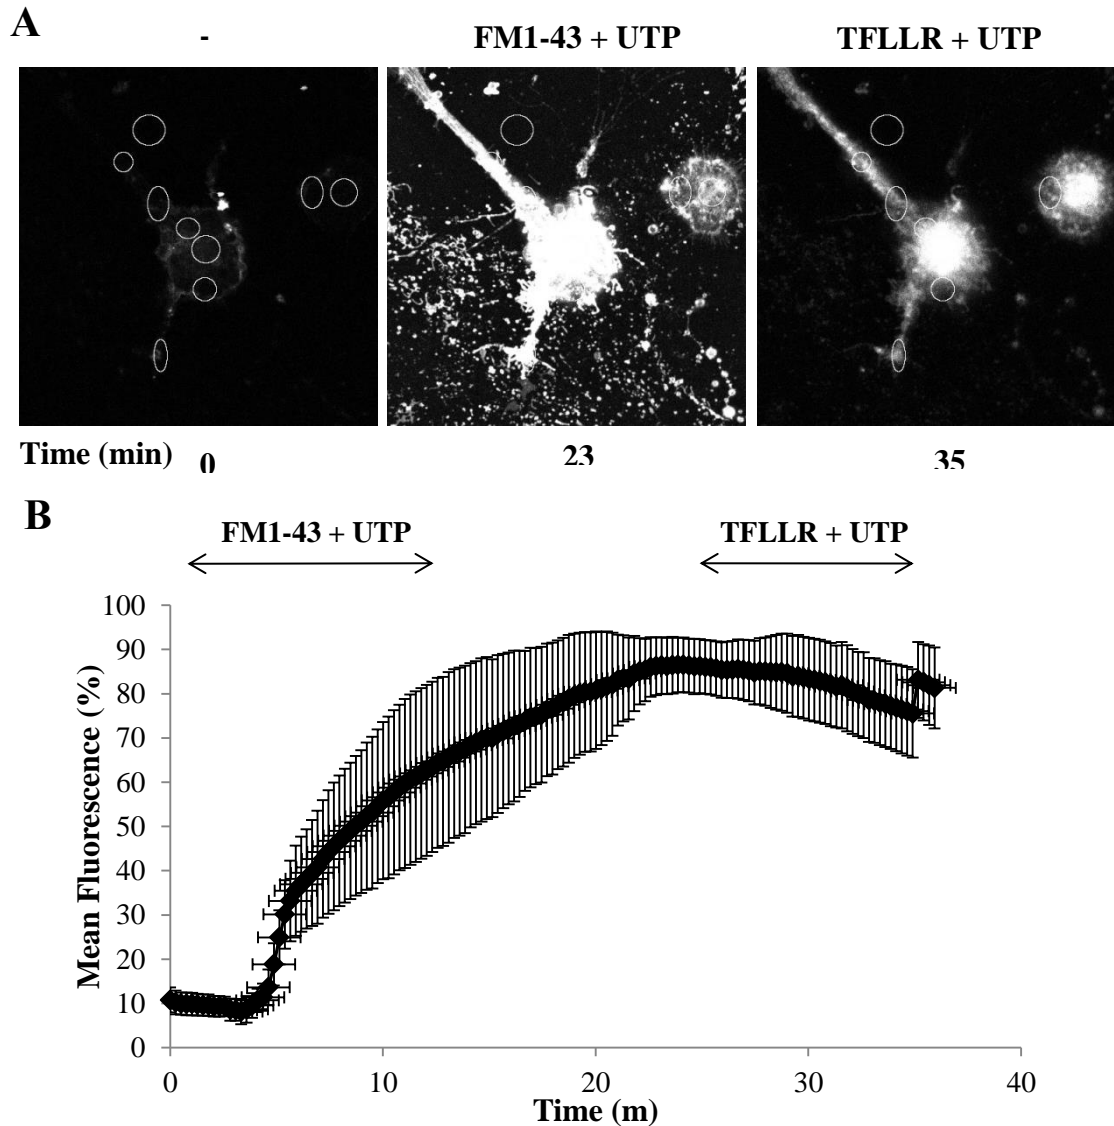 A
- FM1-43 + UTP TFLLR + UTP
Time (min) 0 23 35
B
FM1-43 + UTP TFLLR + UTP
100
90
80
70
60
50
40
30
20
10
0
Mean Fluorescence (%)
0 10 20 30 40
Time (m)